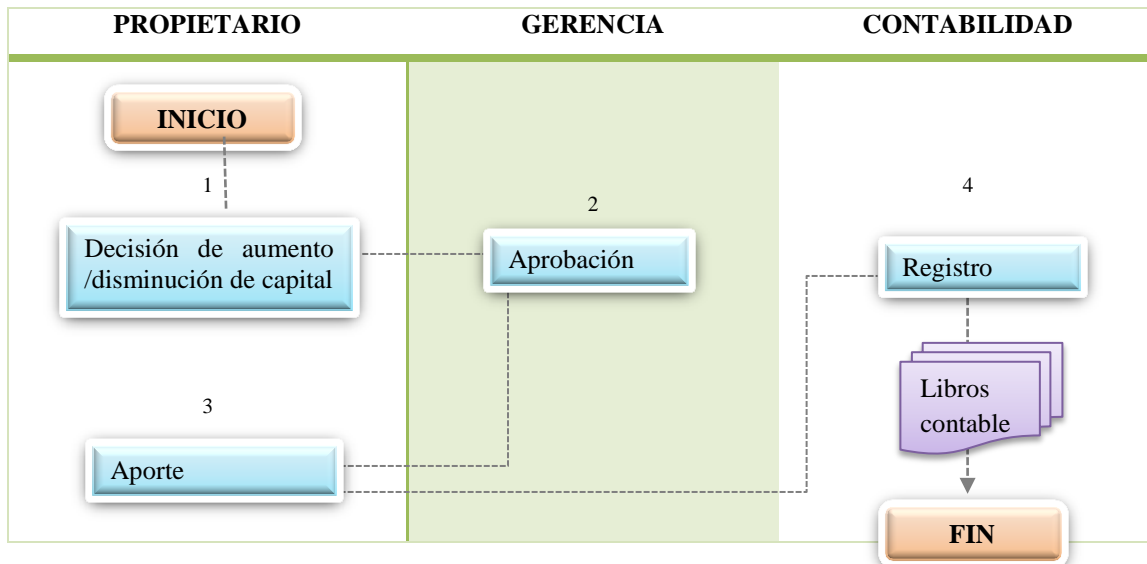 PROPIETARIO
GERENCIA
CONTABILIDAD
INICIO
1
Decisión de aumento
/disminución de capital
2
Aprobación
3
Aporte
4
Registro
Libros
contable
FIN